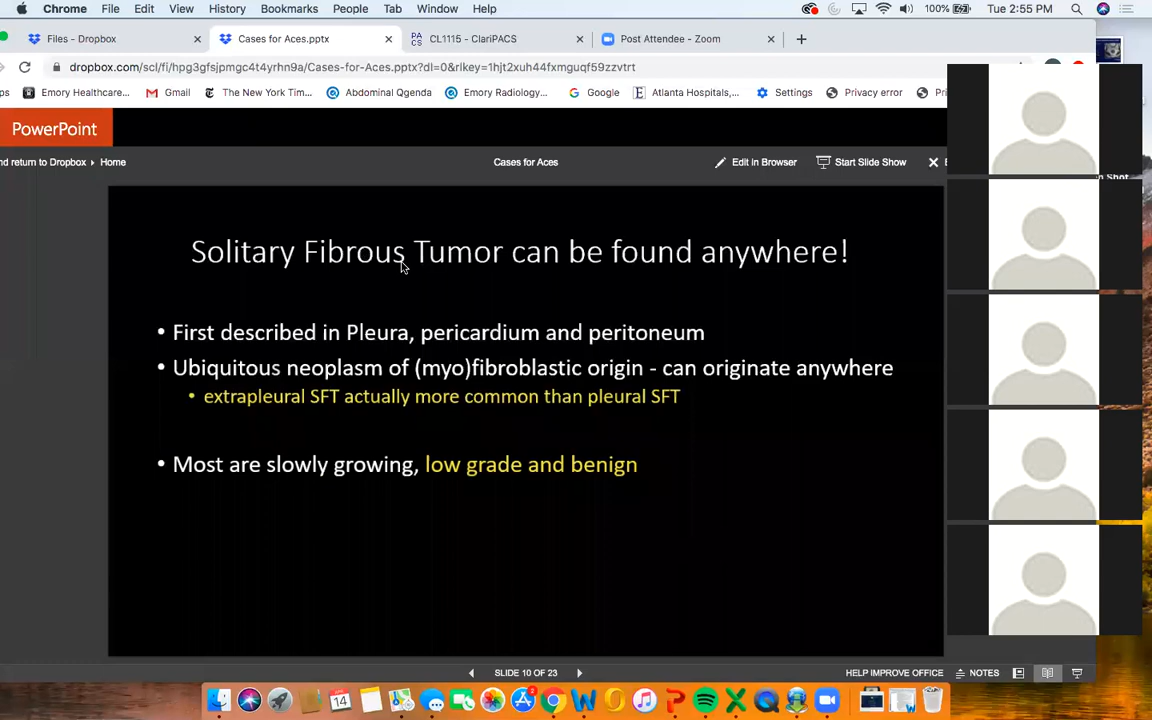 Chrome File Edit View History Bookmarks People Tab Window Help 100% Tue 2:55 PM
Files - Dropbox Cases for Aces.pptx CL1115 - ClariPACS Post Attendee - Zoom
dropbox.com/scl/fi/hpg3gfsjpmgc4t4yrhn9a/Cases-for-Aces.pptx?dl=0&rlkey=1hjt2xuh44fxmguqf59zzvtrt
ps Emory Healthcare... Gmail The New York Tim... Abdominal Qgenda Emory Radiology... Google Atlanta Hospitals,... Settings Privacy error Pri
PowerPoint
nd return to Dropbox Home Cases for Aces Edit in Browser Start Slide Show
n Shot
Solitary Fibrous Tumor can be found anywhere!
• First described in Pleura, pericardium and peritoneum
• Ubiquitous neoplasm of (myo)fibroblastic origin - can originate anywhere
• extrapleural SFT actually more common than pleural SFT
• Most are slowly growing, low grade and benign
SLIDE 10 OF 23 HELP IMPROVE OFFICE NOTES
14